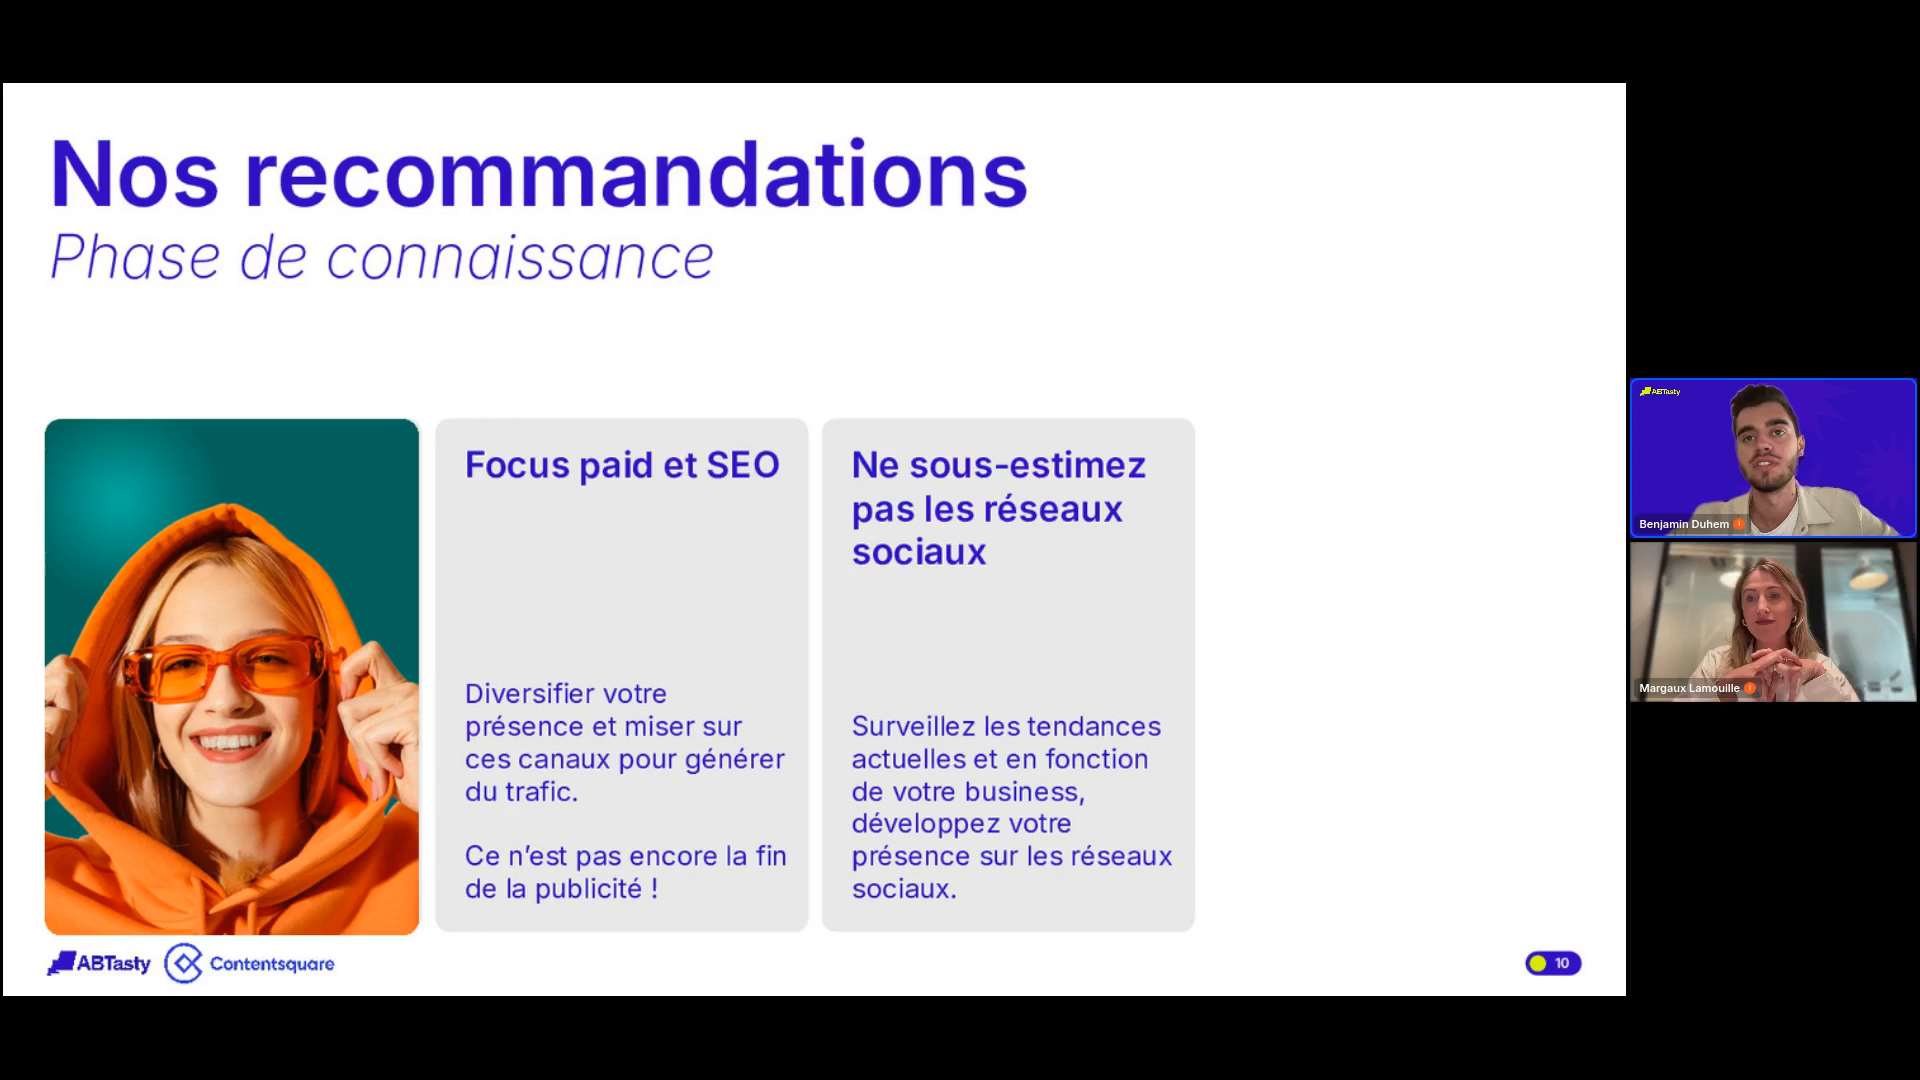 Nos recommandations
Phase de connaissance
Focus paid et SEO
Diversifier votre
présence et miser sur
ces canaux pour générer
du trafic.
Ce n’est pas encore la fin
de la publicité !
Ne sous-estimez
pas les réseaux
sociaux
Surveillez les tendances
actuelles et en fonction
de votre business,
développez votre
présence sur les réseaux
sociaux.
ABTasty
Contentsquare
10
ABTasty
Benjamin Duhem
Margaux Lamouille